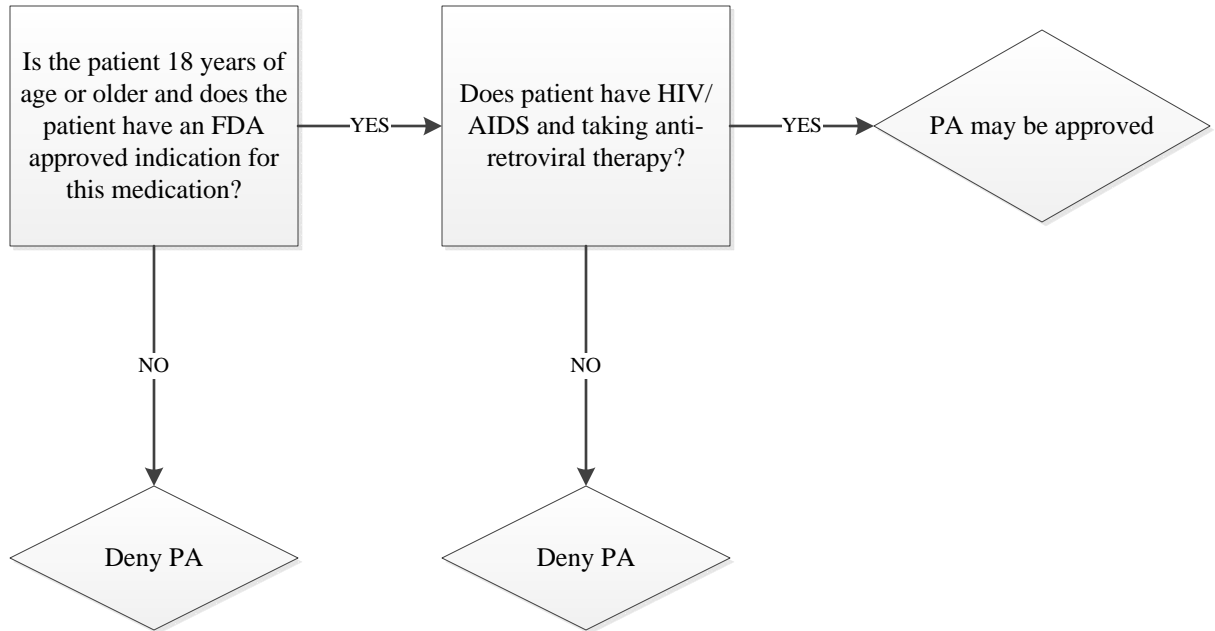 Is the patient 18 years of
age or older and does the
patient have an FDA
approved indication for
this medication?
YES
Does patient have HIV/
AIDS and taking anti-
retroviral therapy?
YES
PA may be approved
NO
NO
Deny PA
Deny PA